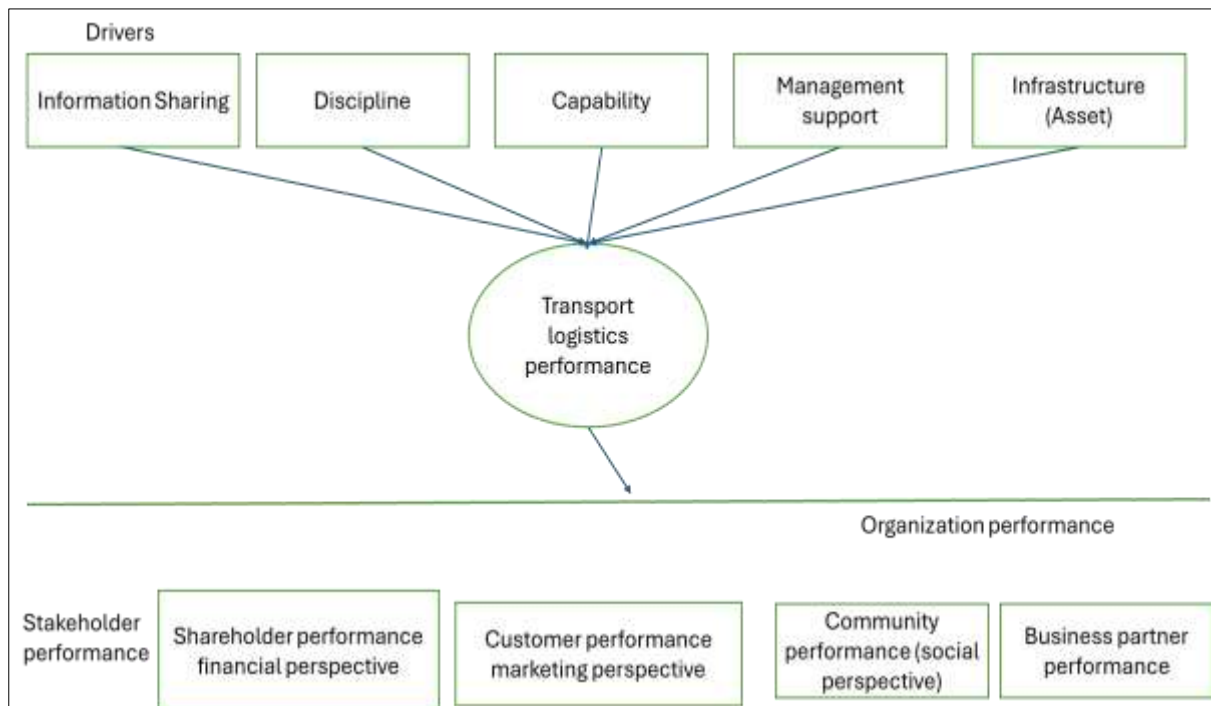 Drivers
Information Sharing
Discipline
Capability
Management
support
Infrastructure
(Asset)
Transport
logistics
performance
Organization performance
Stakeholder
performance
Shareholder performance
financial perspective
Customer performance
marketing perspective
Community
performance (social
perspective)
Business partner
performance